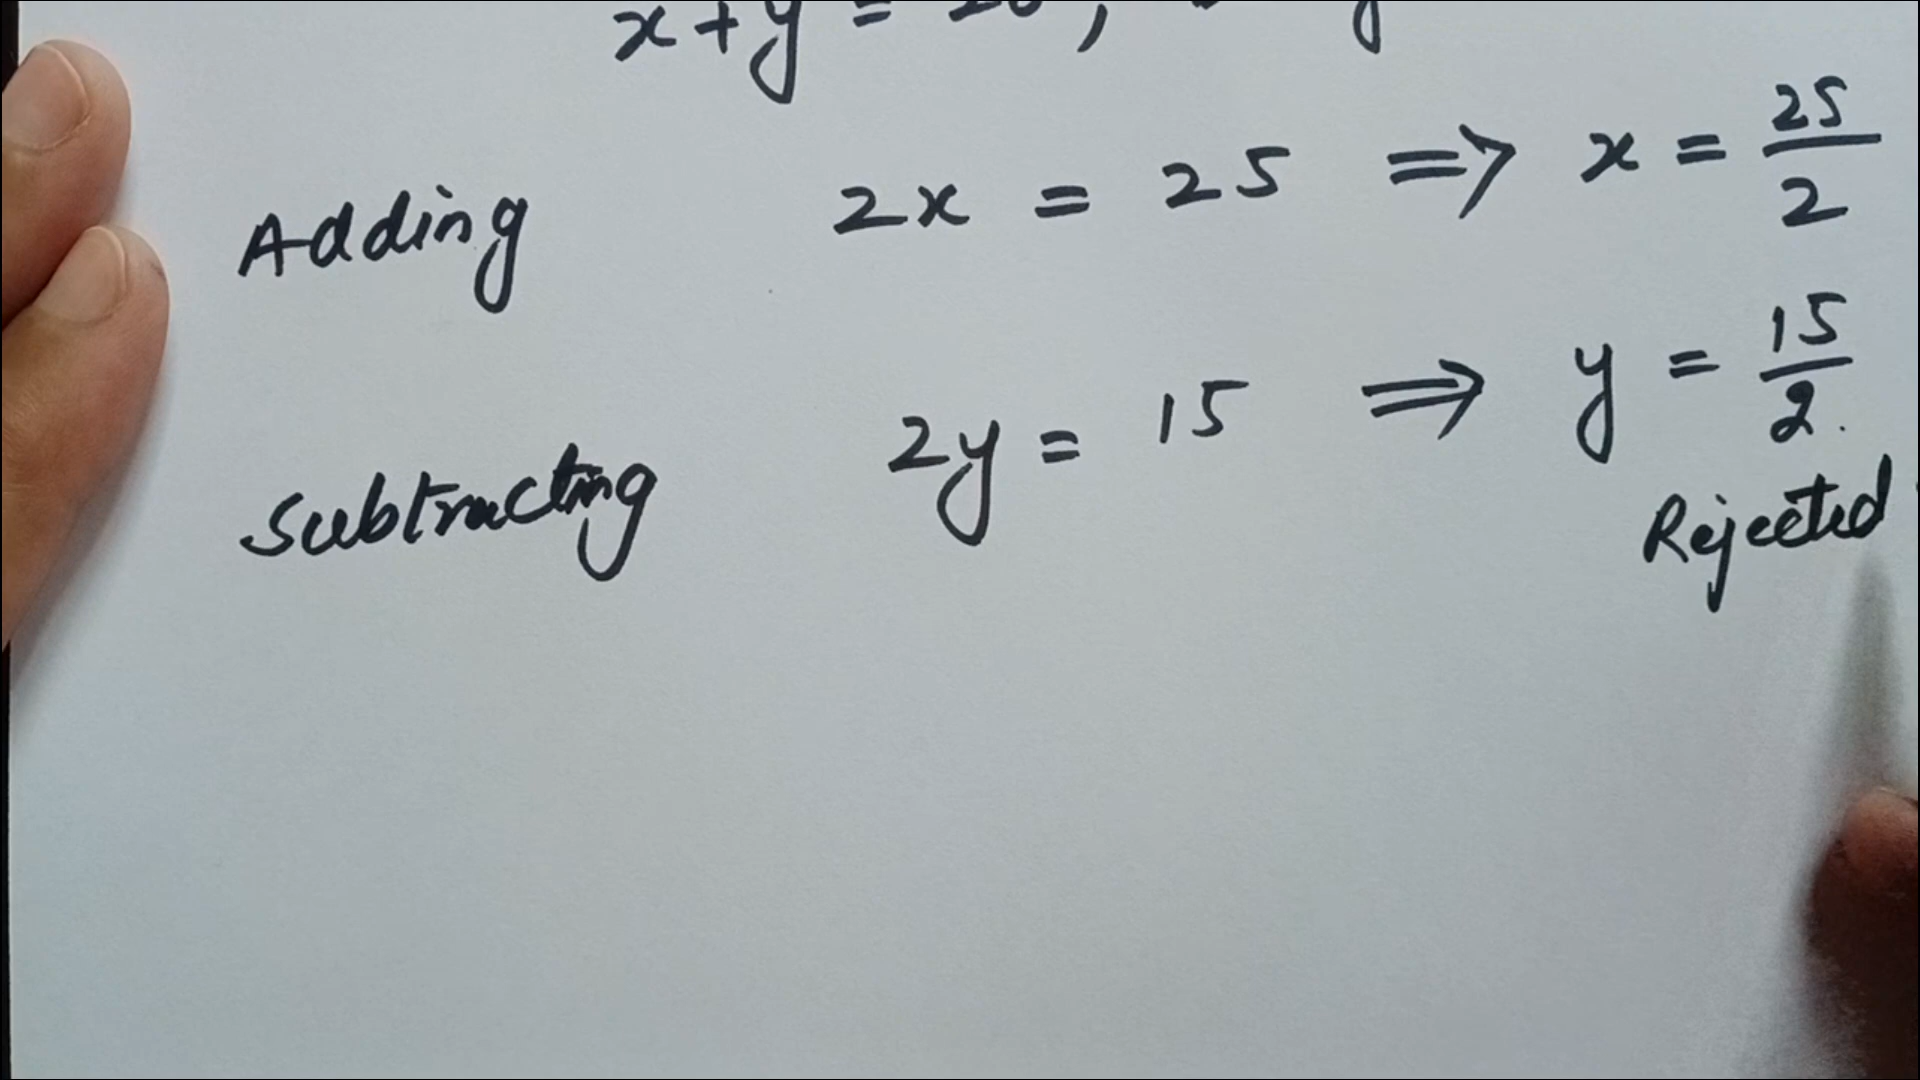 x + y =
Adding 2x = 25 ⇒ x = 25/2
Subtracting 2y = 15 ⇒ y = 15/2.
Rejected